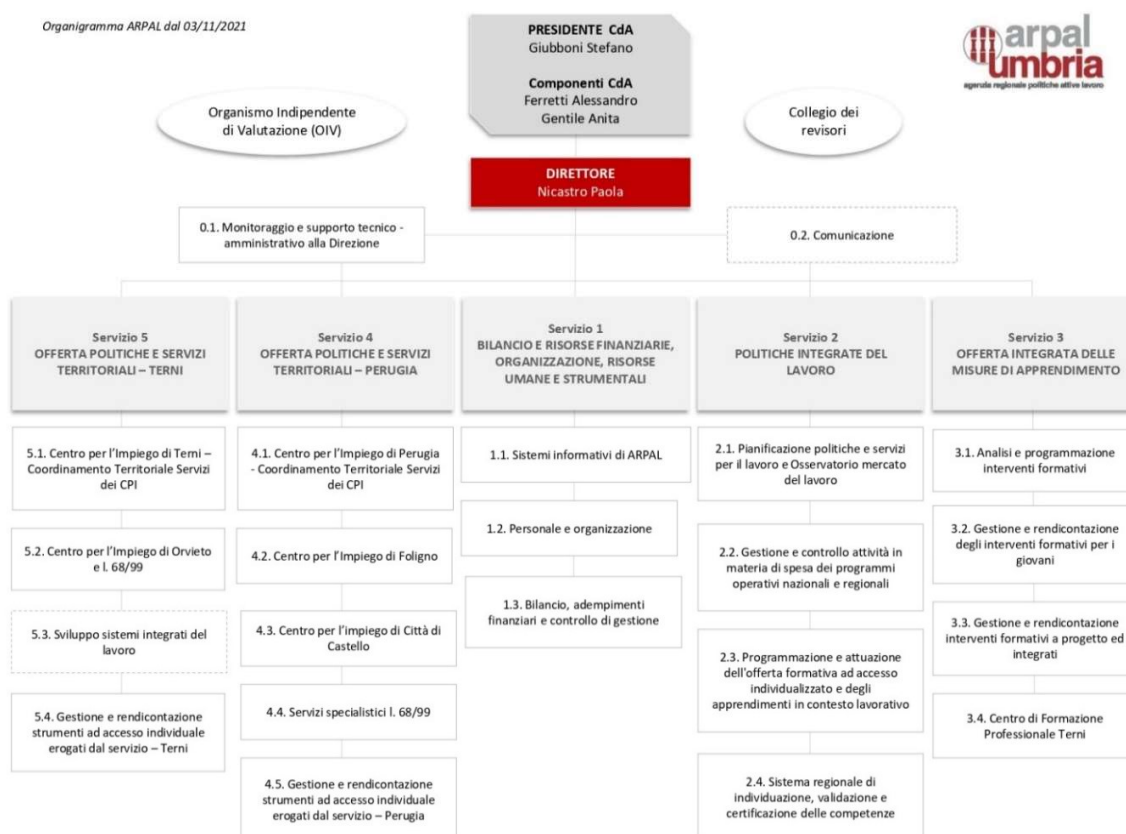 Organigramma ARPAL dal 03/11/2021
PRESIDENTE CdA
Giubboni Stefano
Componenti CdA
Ferretti Alessandro
Gentile Anita
arpal
umbria
agenzia regionale politiche attive lavoro
Organismo Indipendente
di Valutazione (OIV)
Collegio dei
revisori
DIRETTORE
Nicastro Paola
0.1. Monitoraggio e supporto tecnico -
amministrativo alla Direzione
0.2. Comunicazione
Servizio 5
OFFERTA POLITICHE E SERVIZI
TERRITORIALI – TERNI
Servizio 4
OFFERTA POLITICHE E SERVIZI
TERRITORIALI – PERUGIA
Servizio 1
BILANCIO E RISORSE FINANZIARIE,
ORGANIZZAZIONE, RISORSE
UMANE E STRUMENTALI
Servizio 2
POLITICHE INTEGRATE DEL
LAVORO
Servizio 3
OFFERTA INTEGRATA DELLE
MISURE DI APPRENDIMENTO
5.1. Centro per l'Impiego di Terni –
Coordinamento Territoriale Servizi
dei CPI
5.2. Centro per l'Impiego di Orvieto
e l. 68/99
5.3. Sviluppo sistemi integrati del
lavoro
5.4. Gestione e rendicontazione
strumenti ad accesso individuale
erogati dal servizio – Terni
4.1. Centro per l'Impiego di Perugia
- Coordinamento Territoriale Servizi
dei CPI
4.2. Centro per l'Impiego di Foligno
4.3. Centro per l'impiego di Città di
Castello
4.4. Servizi specialistici l. 68/99
4.5. Gestione e rendicontazione
strumenti ad accesso individuale
erogati dal servizio – Perugia
1.1. Sistemi informativi di ARPAL
1.2. Personale e organizzazione
1.3. Bilancio, adempimenti
finanziari e controllo di gestione
2.1. Pianificazione politiche e servizi
per il lavoro e Osservatorio mercato
del lavoro
2.2. Gestione e controllo attività in
materia di spesa dei programmi
operativi nazionali e regionali
2.3. Programmazione e attuazione
dell'offerta formativa ad accesso
individualizzato e degli
apprendimenti in contesto lavorativo
2.4. Sistema regionale di
individuazione, validazione e
certificazione delle competenze
3.1. Analisi e programmazione
interventi formativi
3.2. Gestione e rendicontazione
degli interventi formativi per i
giovani
3.3. Gestione e rendicontazione
interventi formativi a progetto ed
integrati
3.4. Centro di Formazione
Professionale Terni